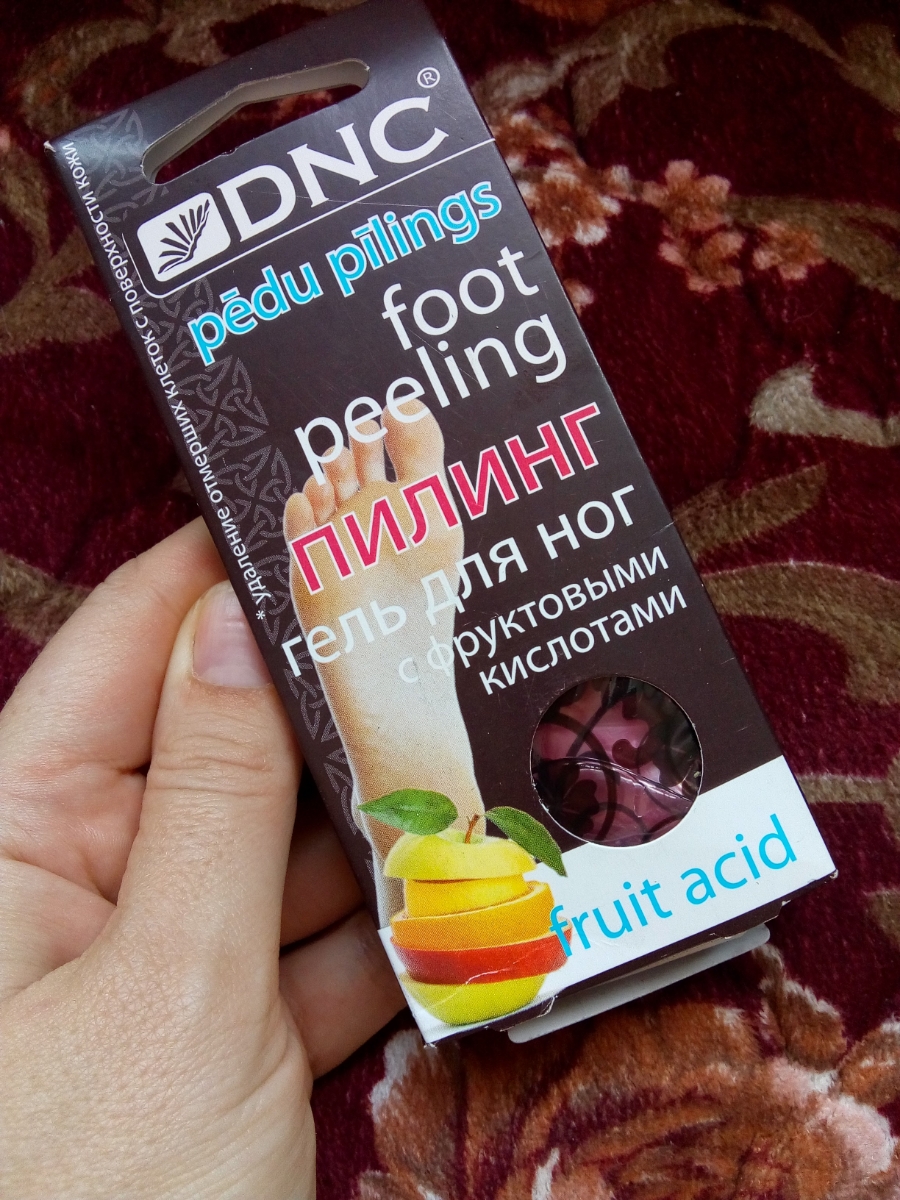 DNC®
pēdu pīlings
foot
peeling
ПИЛИНГ
гель для ног
с фруктовыми
кислотами
fruit acid
* удаление отмерших клеток с поверхности кожи